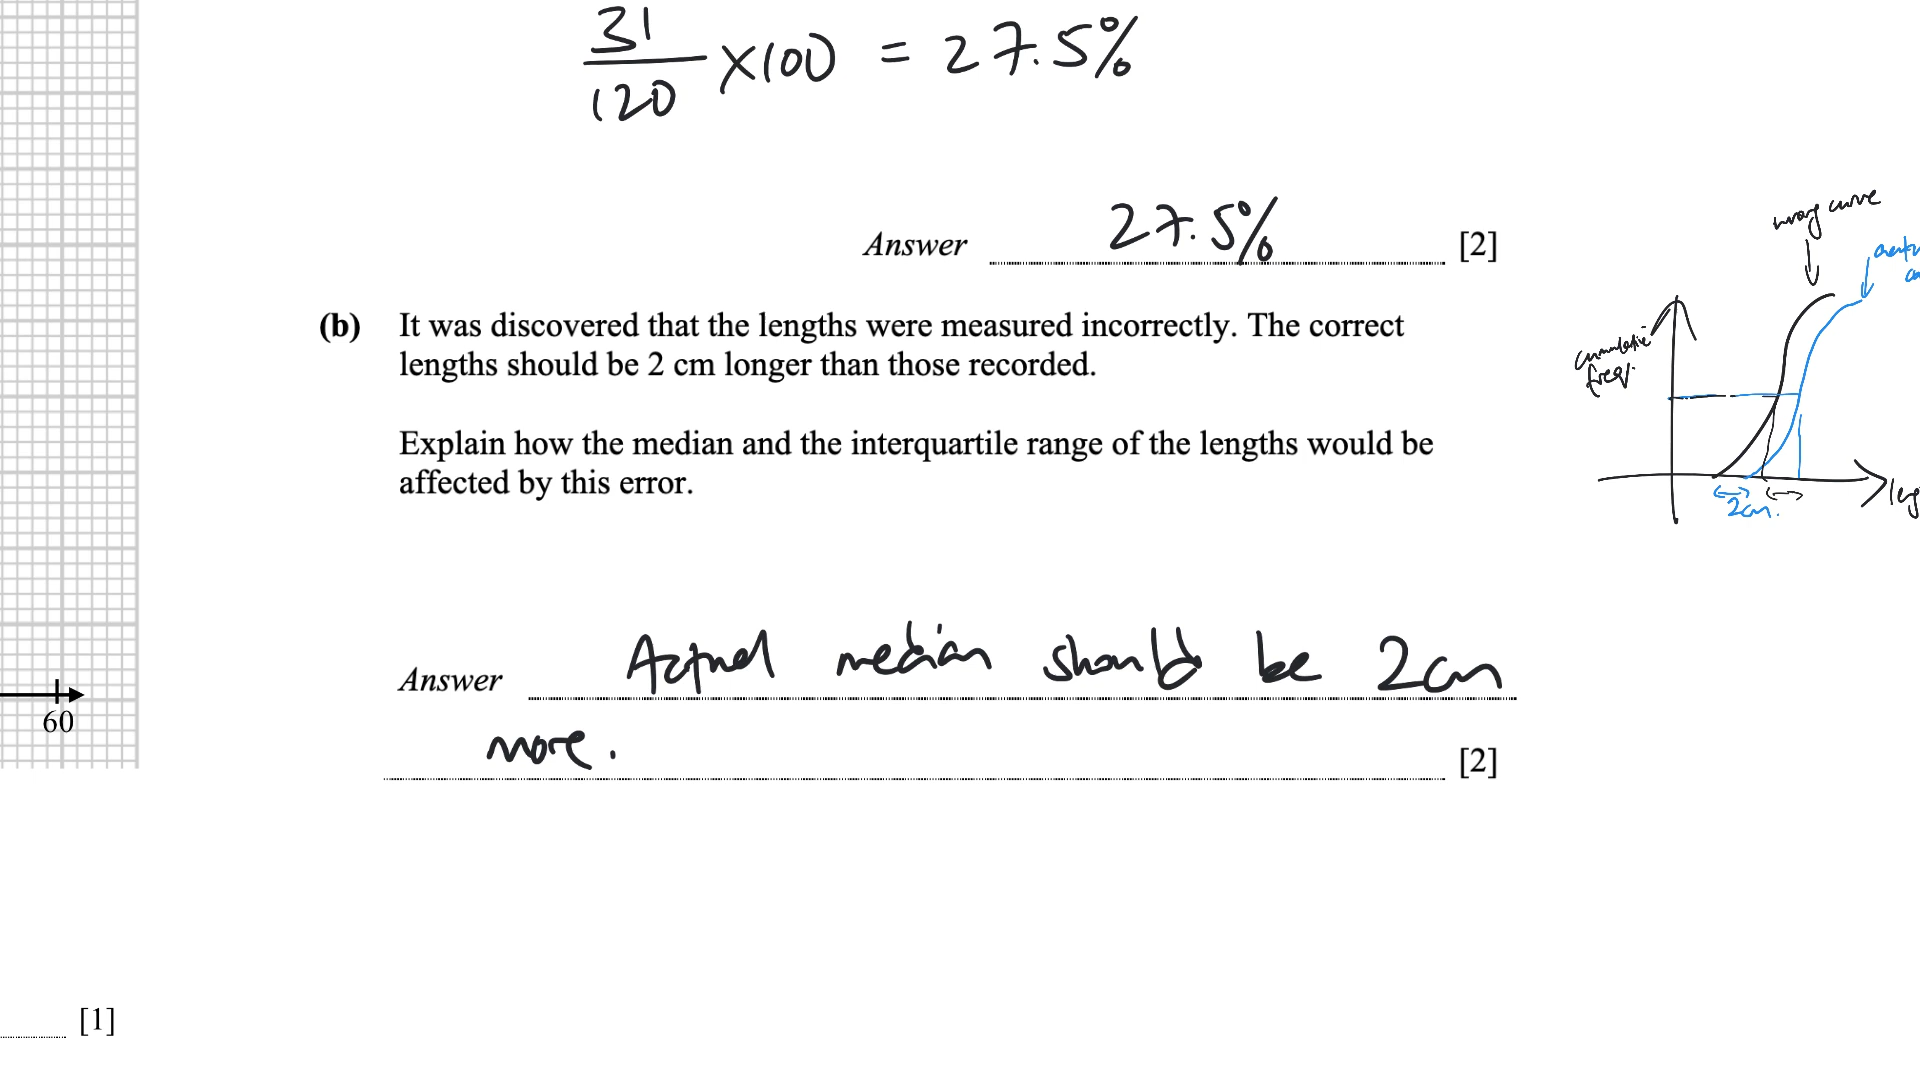 31
120
×100 = 27.5%
27.5%
Answer [2]
wrong curve
(b) It was discovered that the lengths were measured incorrectly. The correct
lengths should be 2 cm longer than those recorded.
cumulative
freq.
Explain how the median and the interquartile range of the lengths would be
affected by this error.
2cm.
Answer Actual median should be 2cm
more. [2]
60
[1]